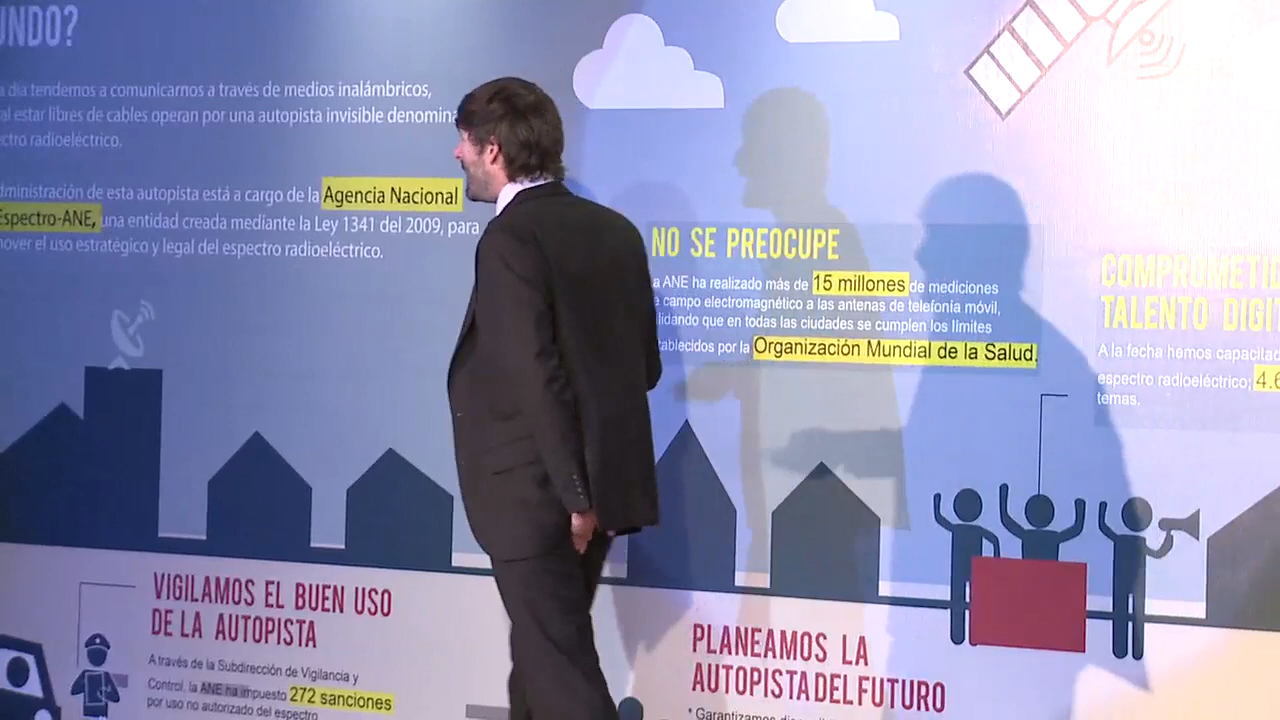 UNDO?
a día tendemos a comunicarnos a través de medios inalámbricos,
al estar libres de cables operan por una autopista invisible denomina
ctro radioeléctrico.
dministración de esta autopista está a cargo de la Agencia Nacional
Espectro-ANE, una entidad creada mediante la Ley 1341 del 2009, para
nover el uso estratégico y legal del espectro radioeléctrico.
NO SE PREOCUPE
a ANE ha realizado más de 15 millones de mediciones
e campo electromagnético a las antenas de telefonía móvil,
lidando que en todas las ciudades se cumplen los límites
tablecidos por la Organización Mundial de la Salud.
COMPROMETID
TALENTO DIGIT
A la fecha hemos capacitad
espectro radioeléctrico; 4.6
temas.
VIGILAMOS EL BUEN USO
DE LA AUTOPISTA
A través de la Subdirección de Vigilancia y
Control, la ANE ha impuesto 272 sanciones
por uso no autorizado del espectro
PLANEAMOS LA
AUTOPISTA DEL FUTURO
* Garantizamos